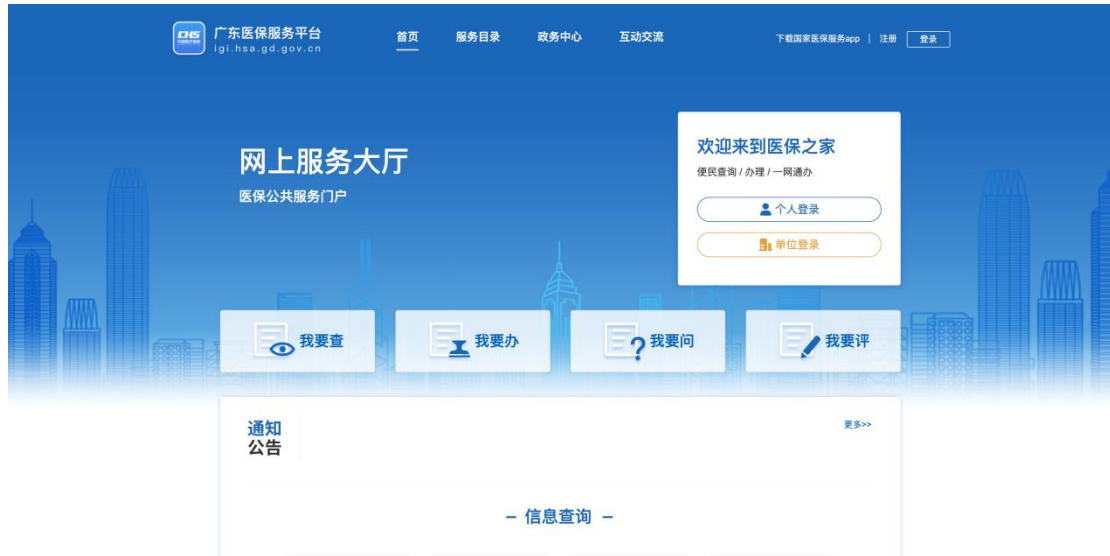 CHS
广东医保服务平台
igi.hsa.gd.gov.cn
首页 服务目录 政务中心 互动交流
下载国家医保服务app | 注册 登录
网上服务大厅
医保公共服务门户
欢迎来到医保之家
便民查询 / 办理 / 一网通办
个人登录
单位登录
我要查 我要办 我要问 我要评
通知
公告
更多>>
– 信息查询 –